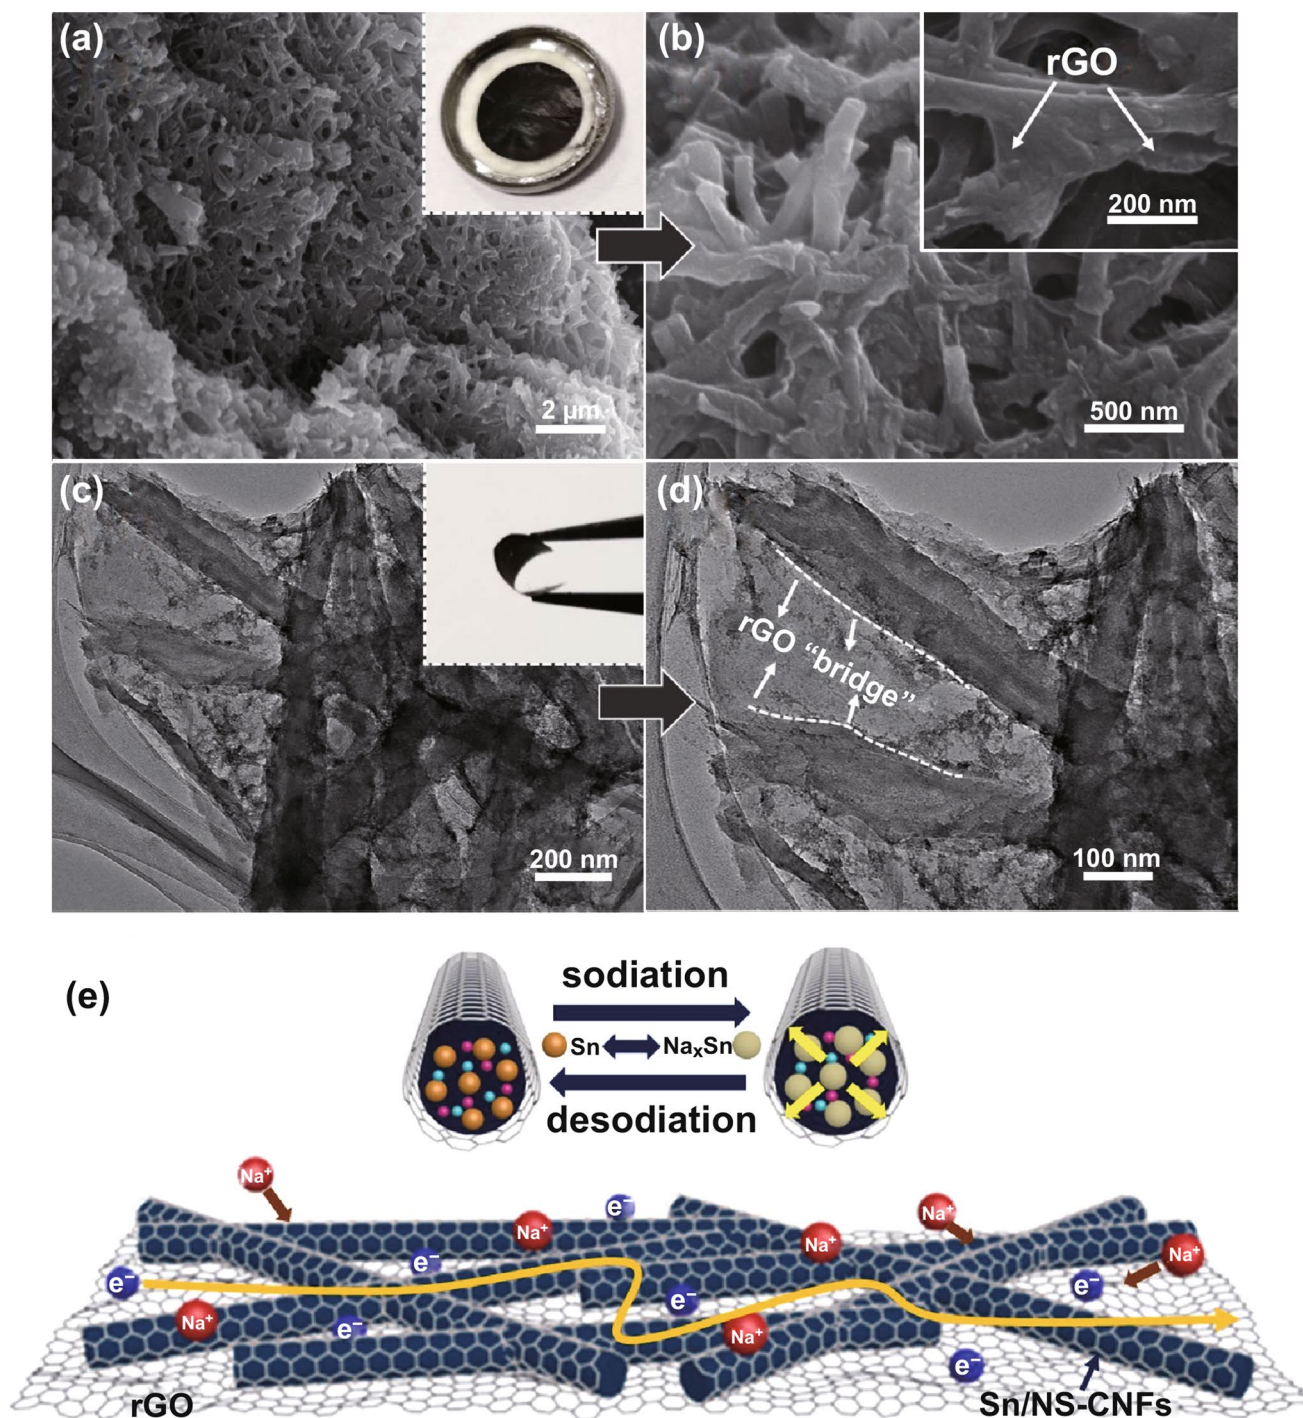 (a)
(b)
rGO
200 nm
2 μm
500 nm
(c)
(d)
rGO “bridge”
200 nm
100 nm
(e)
sodiation
Sn
NaxSn
desodiation
Na⁺
e⁻
Na⁺
Na⁺
Na⁺
Na⁺
e⁻
e⁻
e⁻
e⁻
Na⁺
e⁻
Na⁺
e⁻
rGO
Sn/NS-CNFs